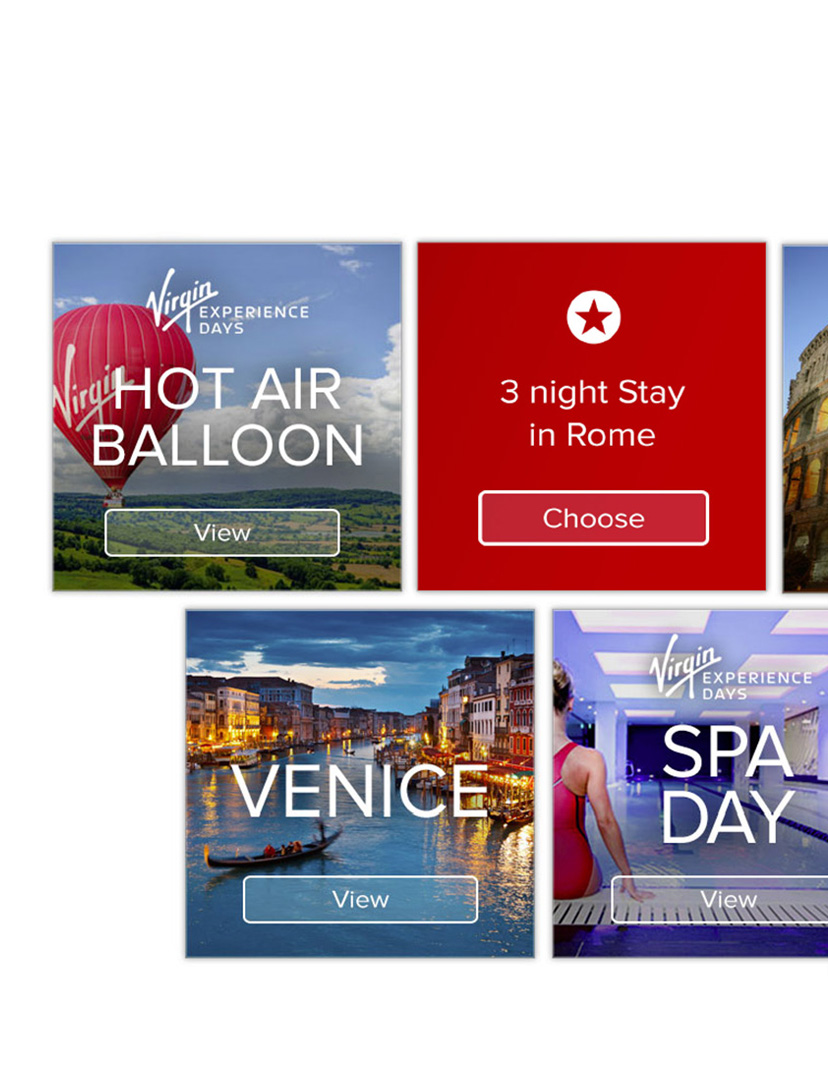 Virgin EXPERIENCE
DAYS
Virgin
HOT AIR
BALLOON
View
3 night Stay
in Rome
Choose
VENICE
View
Virgin EXPERIENCE
DAYS
SPA
DAY
View